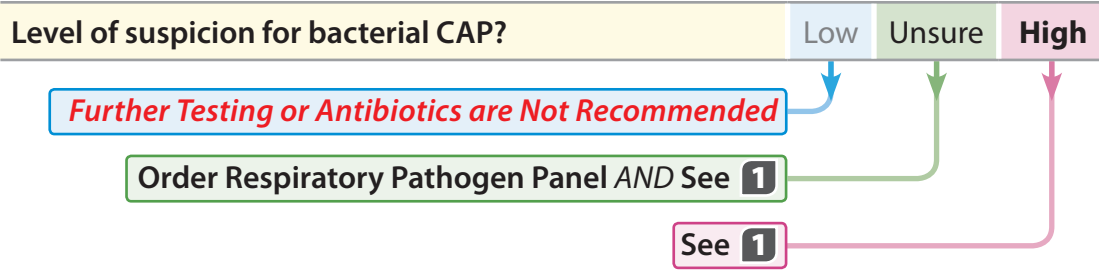 Level of suspicion for bacterial CAP? Low Unsure High
Further Testing or Antibiotics are Not Recommended
Order Respiratory Pathogen Panel AND See 1
See 1